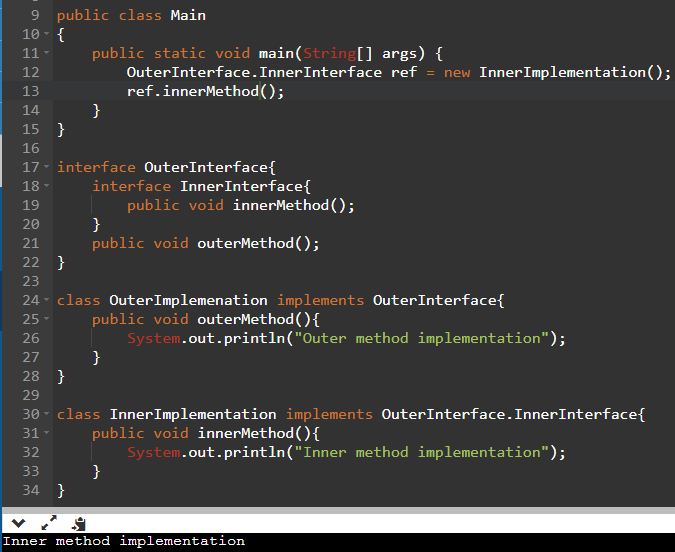 9 public class Main
10 {
11 public static void main(String[] args) {
12 OuterInterface.InnerInterface ref = new InnerImplementation();
13 ref.innerMethod();
14 }
15 }
16
17 interface OuterInterface{
18 interface InnerInterface{
19 public void innerMethod();
20 }
21 public void outerMethod();
22 }
23
24 class OuterImplemenation implements OuterInterface{
25 public void outerMethod(){
26 System.out.println("Outer method implementation");
27 }
28 }
29
30 class InnerImplementation implements OuterInterface.InnerInterface{
31 public void innerMethod(){
32 System.out.println("Inner method implementation");
33 }
34 }
Inner method implementation